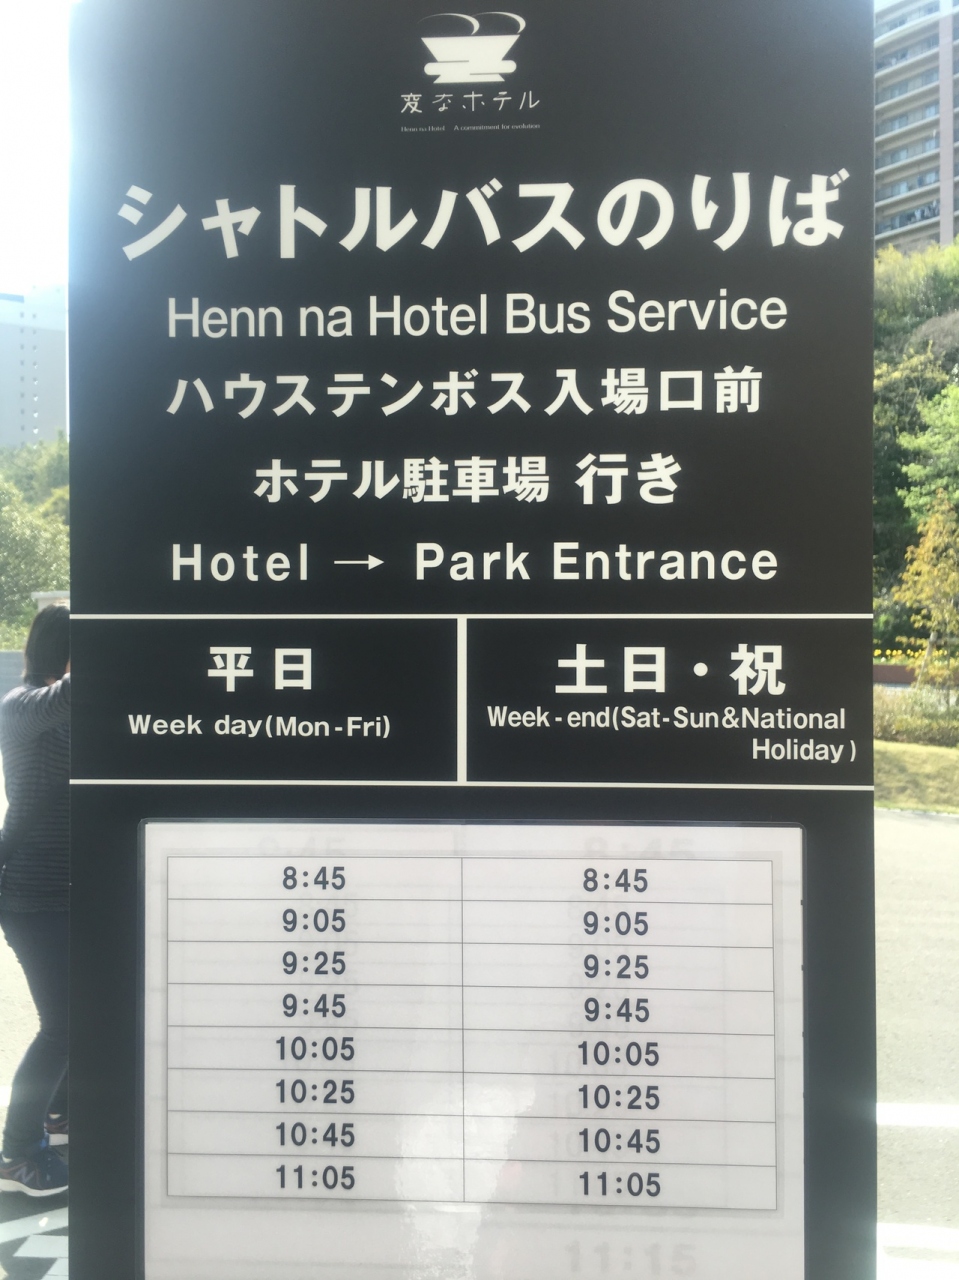 変なホテル
Henn na Hotel A commitment for evolution
シャトルバスのりば
Henn na Hotel Bus Service
ハウステンボス入場口前
ホテル駐車場 行き
Hotel → Park Entrance
平日
Week day(Mon-Fri)
土日・祝
Week-end(Sat-Sun&National
Holiday)
8:45 8:45
9:05 9:05
9:25 9:25
9:45 9:45
10:05 10:05
10:25 10:25
10:45 10:45
11:05 11:05
11:15